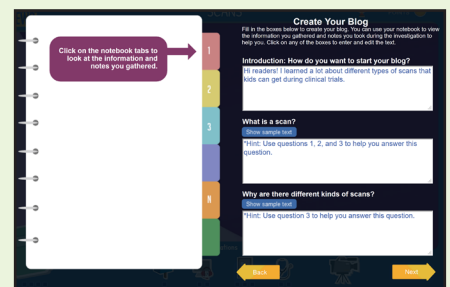 Click on the notebook tabs to
look at the information and
notes you gathered.
1
2
3
N
Create Your Blog
Fill in the boxes below to create your blog. You can use your notebook to view
the information you gathered and notes you took during the investigation to
help you. Click on any of the boxes to enter and edit the text.
Introduction: How do you want to start your blog?
Hi readers! I learned a lot about different types of scans that
kids can get during clinical trials.
What is a scan?
Show sample text
*Hint: Use questions 1, 2, and 3 to help you answer this
question.
Why are there different kinds of scans?
Show sample text
*Hint: Use question 3 to help you answer this question.
Back
Next